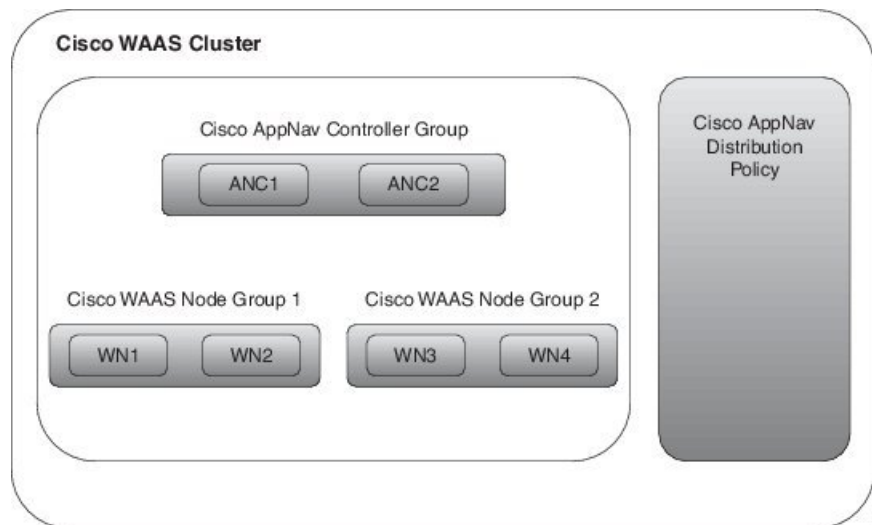 Cisco WAAS Cluster
Cisco AppNav Controller Group
ANC1
ANC2
Cisco WAAS Node Group 1
WN1
WN2
Cisco WAAS Node Group 2
WN3
WN4
Cisco AppNav
Distribution
Policy